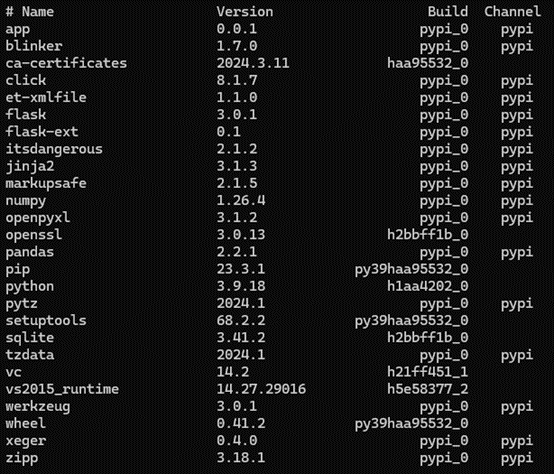 # Name Version Build Channel
app 0.0.1 pypi_0 pypi
blinker 1.7.0 pypi_0 pypi
ca-certificates 2024.3.11 haa95532_0
click 8.1.7 pypi_0 pypi
et-xmlfile 1.1.0 pypi_0 pypi
flask 3.0.1 pypi_0 pypi
flask-ext 0.1 pypi_0 pypi
itsdangerous 2.1.2 pypi_0 pypi
jinja2 3.1.3 pypi_0 pypi
markupsafe 2.1.5 pypi_0 pypi
numpy 1.26.4 pypi_0 pypi
openpyxl 3.1.2 pypi_0 pypi
openssl 3.0.13 h2bbff1b_0
pandas 2.2.1 pypi_0 pypi
pip 23.3.1 py39haa95532_0
python 3.9.18 h1aa4202_0
pytz 2024.1 pypi_0 pypi
setuptools 68.2.2 py39haa95532_0
sqlite 3.41.2 h2bbff1b_0
tzdata 2024.1 pypi_0 pypi
vc 14.2 h21ff451_1
vs2015_runtime 14.27.29016 h5e58377_2
werkzeug 3.0.1 pypi_0 pypi
wheel 0.41.2 py39haa95532_0
xeger 0.4.0 pypi_0 pypi
zipp 3.18.1 pypi_0 pypi